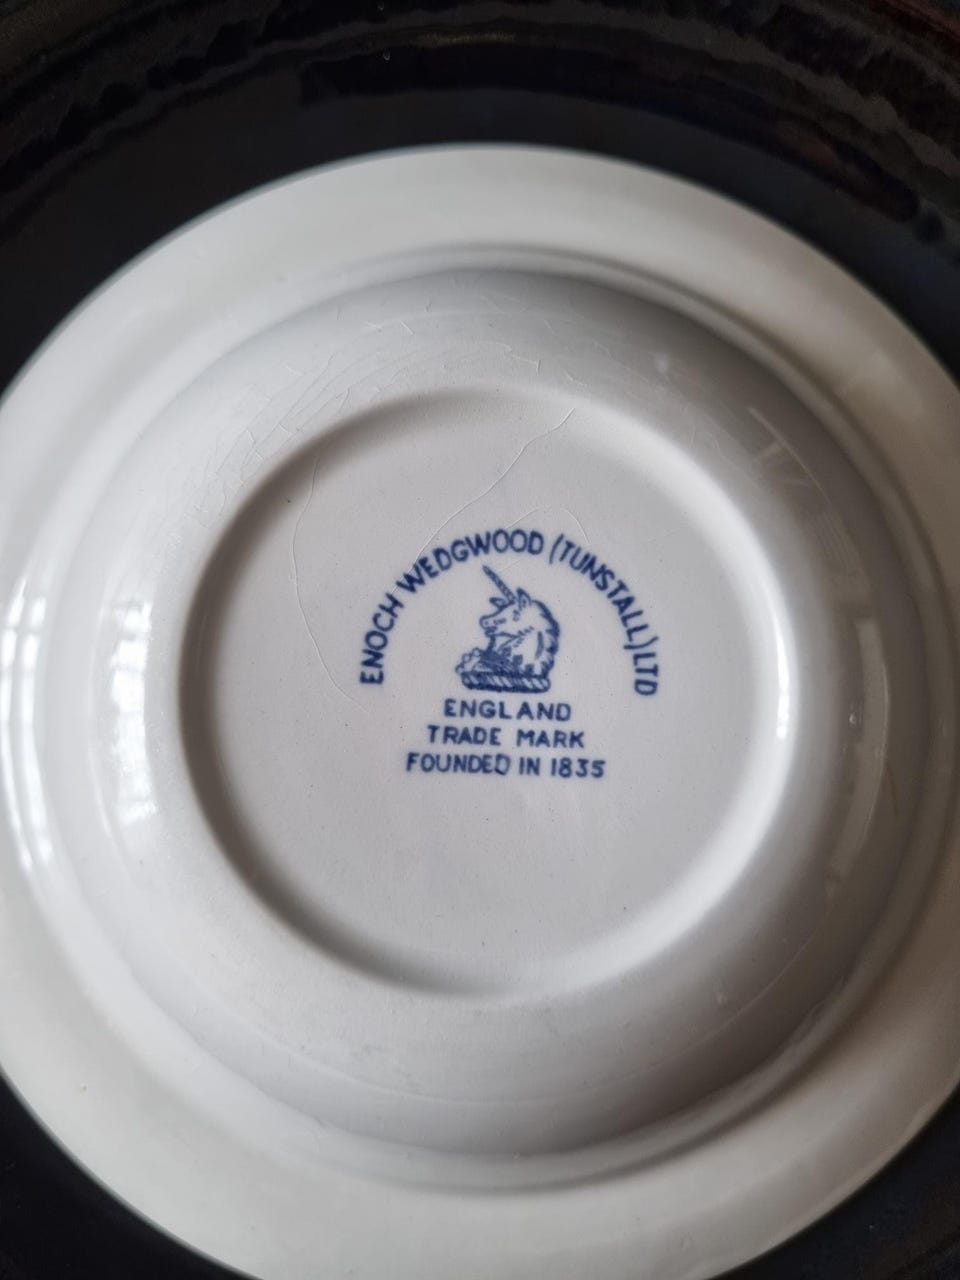 ENOCH WEDGWOOD (TUNSTALL) LTD
ENGLAND
TRADE MARK
FOUNDED IN 1835